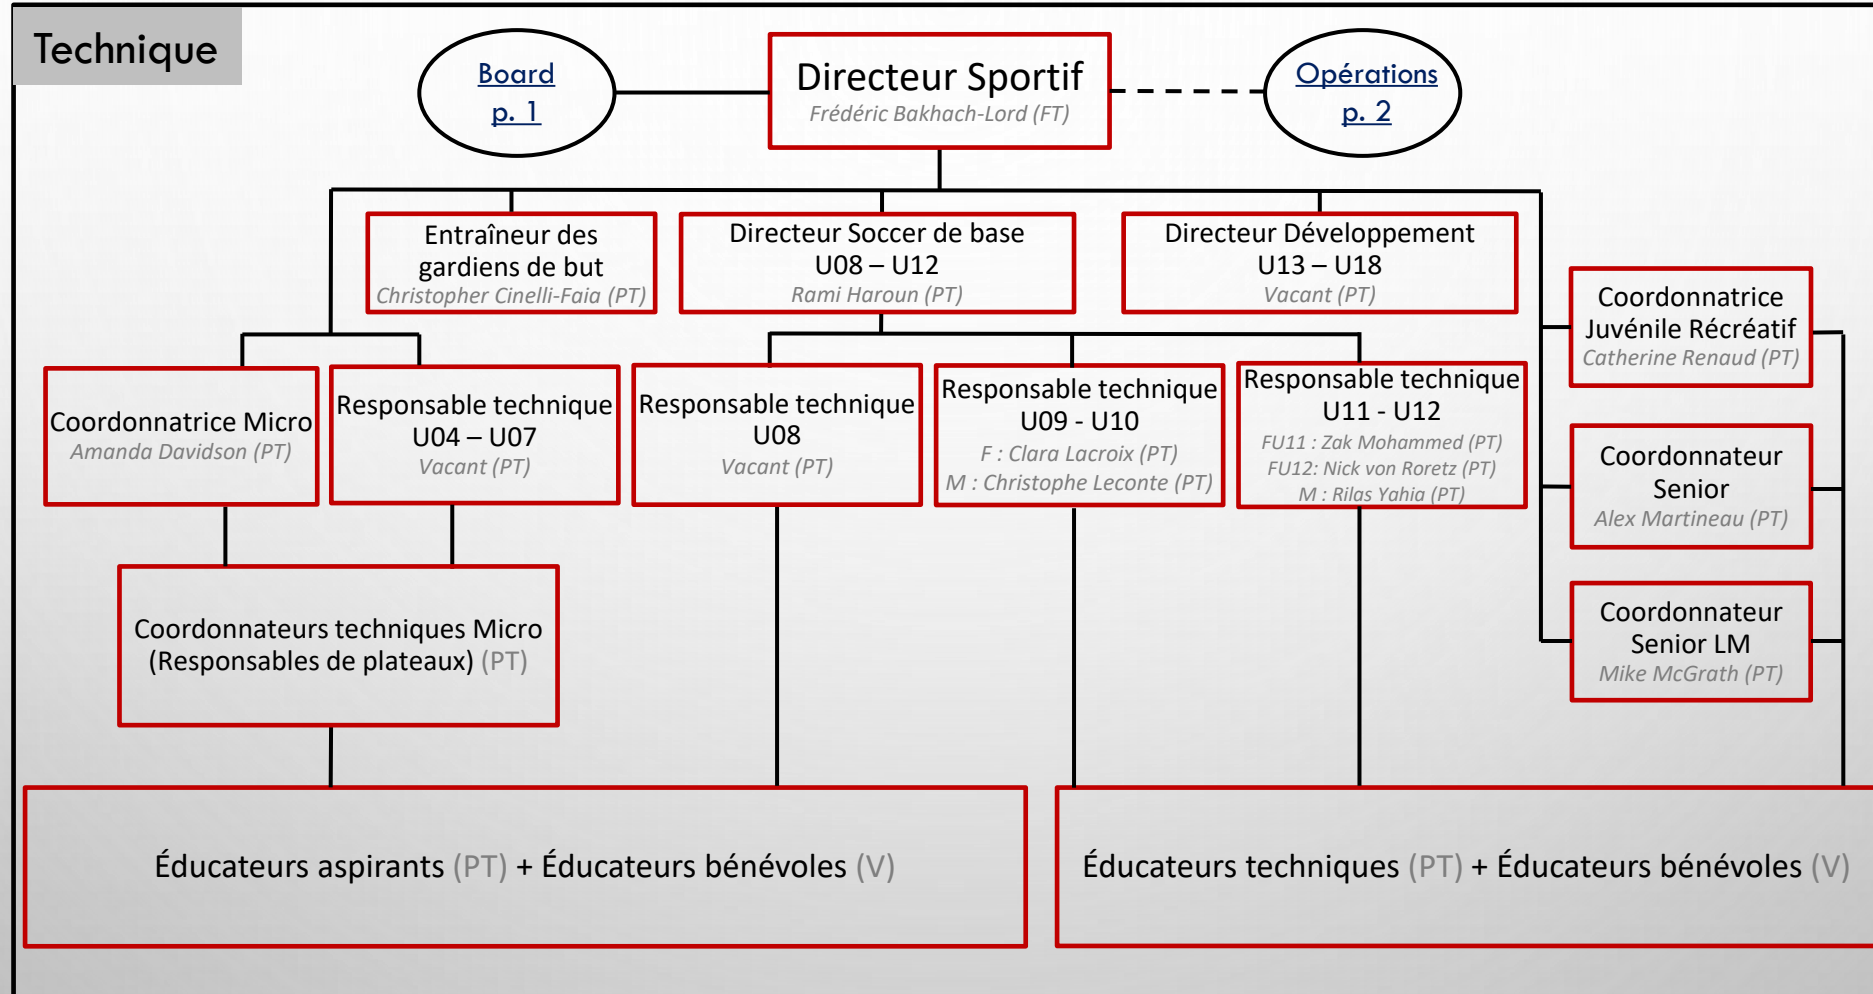 Technique
Board
p. 1
Directeur Sportif
Frédéric Bakhach-Lord (FT)
Opérations
p. 2
Entraîneur des
gardiens de but
Christopher Cinelli-Faia (PT)
Directeur Soccer de base
U08 – U12
Rami Haroun (PT)
Directeur Développement
U13 – U18
Vacant (PT)
Coordonnatrice
Juvénile Récréatif
Catherine Renaud (PT)
Coordonnatrice Micro
Amanda Davidson (PT)
Responsable technique
U04 – U07
Vacant (PT)
Responsable technique
U08
Vacant (PT)
Responsable technique
U09 - U10
F : Clara Lacroix (PT)
M : Christophe Leconte (PT)
Responsable technique
U11 - U12
FU11 : Zak Mohammed (PT)
FU12: Nick von Roretz (PT)
M : Rilas Yahia (PT)
Coordonnateur
Senior
Alex Martineau (PT)
Coordonnateur
Senior LM
Mike McGrath (PT)
Coordonnateurs techniques Micro
(Responsables de plateaux) (PT)
Éducateurs aspirants (PT) + Éducateurs bénévoles (V)
Éducateurs techniques (PT) + Éducateurs bénévoles (V)